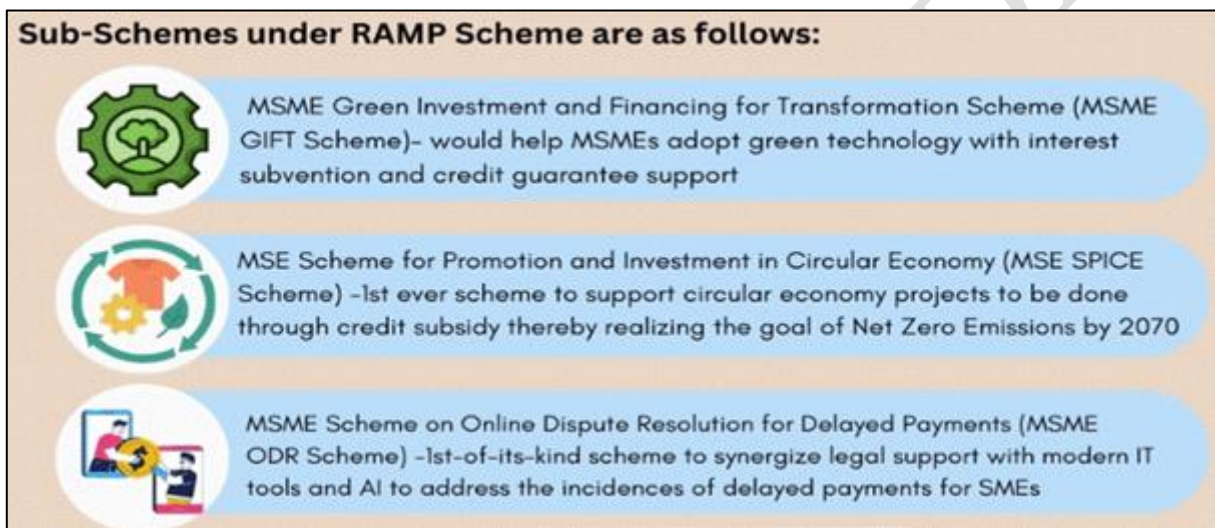 Sub-Schemes under RAMP Scheme are as follows:
MSME Green Investment and Financing for Transformation Scheme (MSME
GIFT Scheme)- would help MSMEs adopt green technology with interest
subvention and credit guarantee support
MSE Scheme for Promotion and Investment in Circular Economy (MSE SPICE
Scheme) -1st ever scheme to support circular economy projects to be done
through credit subsidy thereby realizing the goal of Net Zero Emissions by 2070
MSME Scheme on Online Dispute Resolution for Delayed Payments (MSME
ODR Scheme) -1st-of-its-kind scheme to synergize legal support with modern IT
tools and AI to address the incidences of delayed payments for SMEs